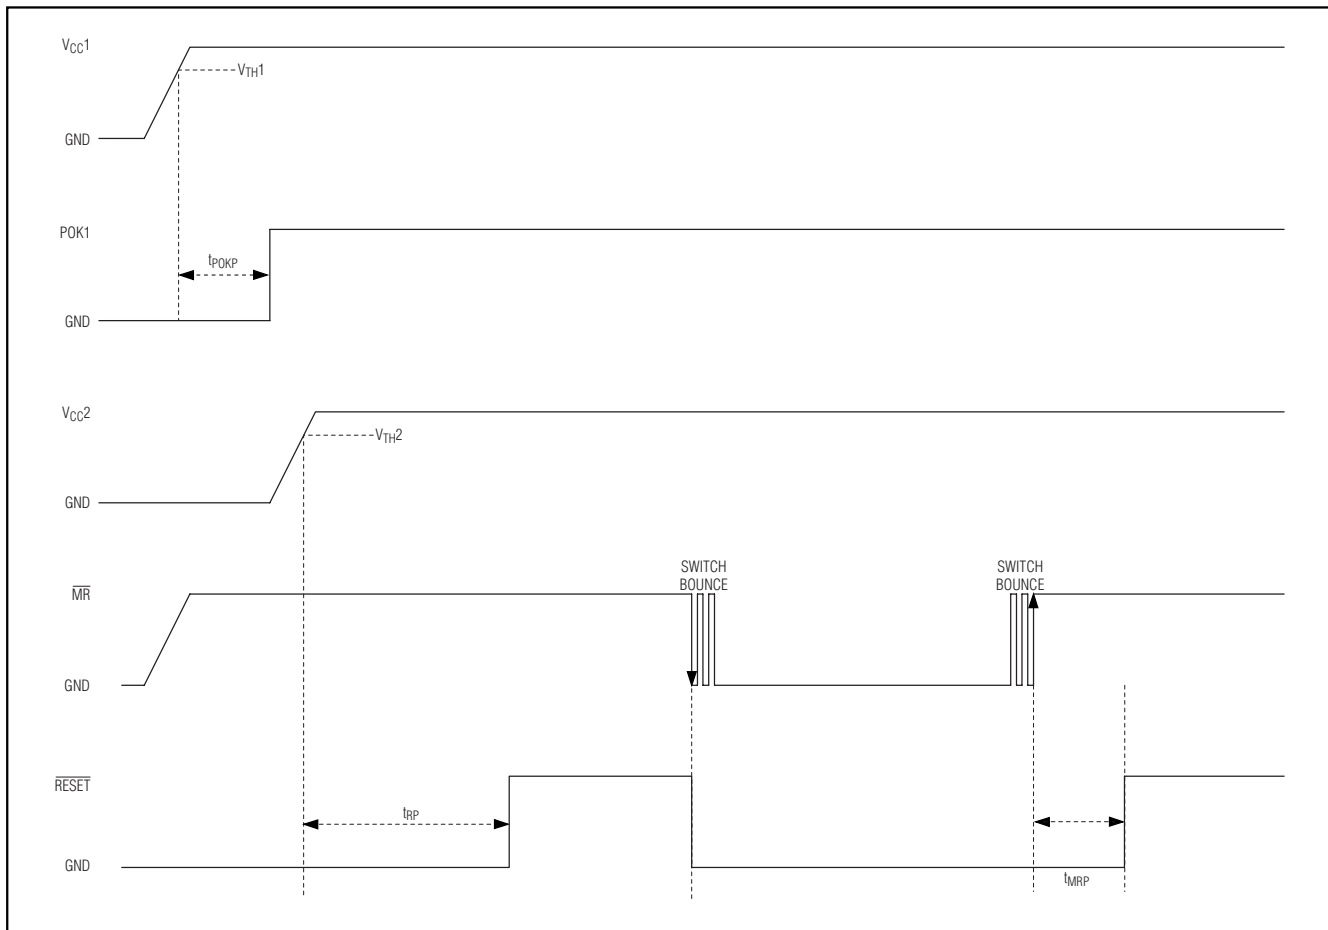 VCC1
VTH1
GND
POK1
tPOKP
GND
VCC2
VTH2
GND
SWITCH
BOUNCE
SWITCH
BOUNCE
MR
GND
RESET
tRP
GND
tMRP